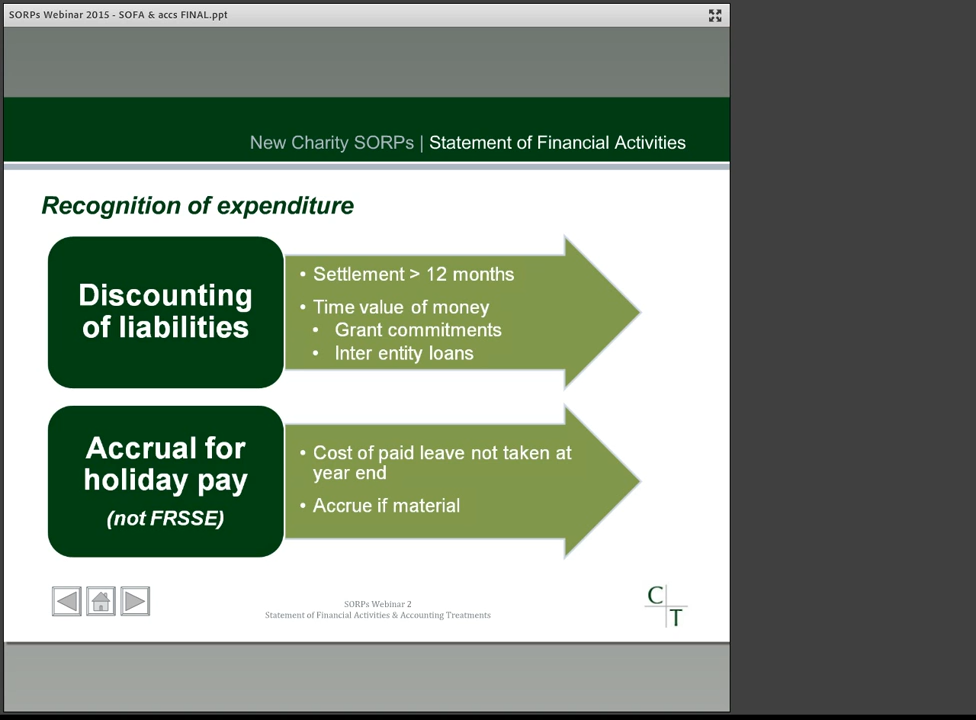 SORPs Webinar 2015 - SOFA & accs FINAL.ppt
New Charity SORPs | Statement of Financial Activities
Recognition of expenditure
Discounting
of liabilities
• Settlement > 12 months
• Time value of money
• Grant commitments
• Inter entity loans
Accrual for
holiday pay
(not FRSSE)
• Cost of paid leave not taken at
year end
• Accrue if material
SORPs Webinar 2
Statement of Financial Activities & Accounting Treatments
C
T